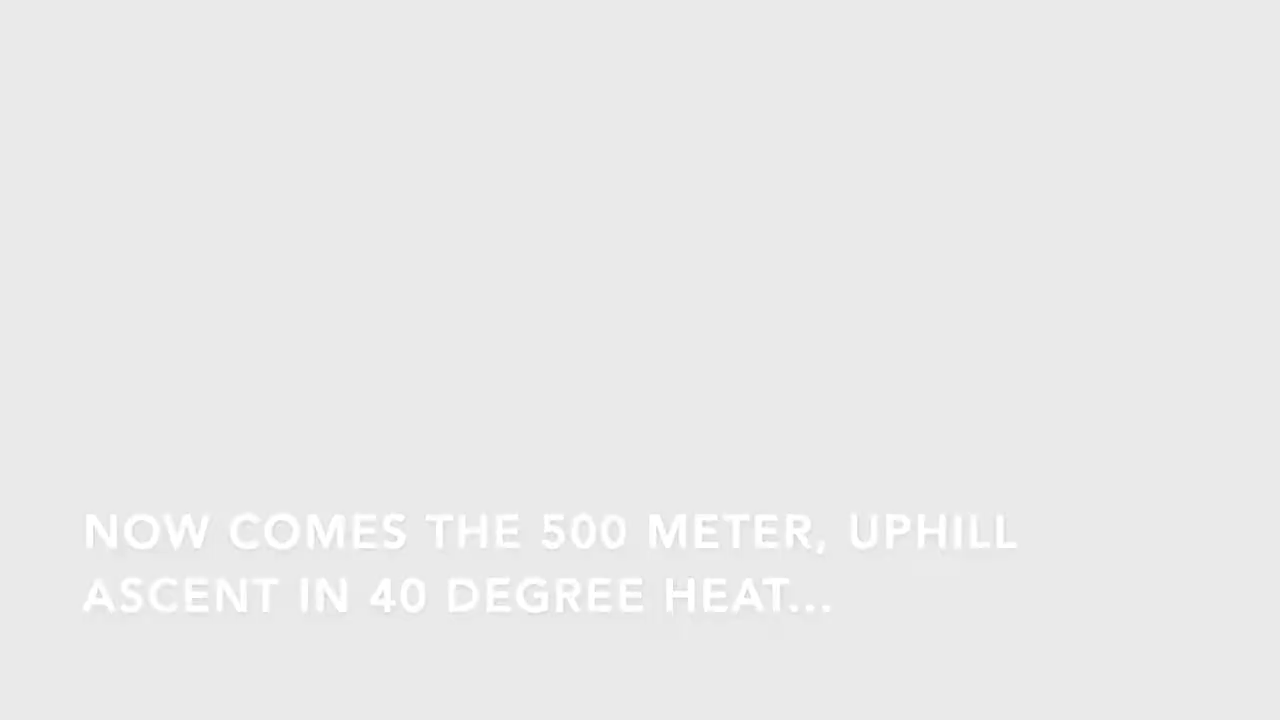 NOW COMES THE 500 METER, UPHILL
ASCENT IN 40 DEGREE HEAT...